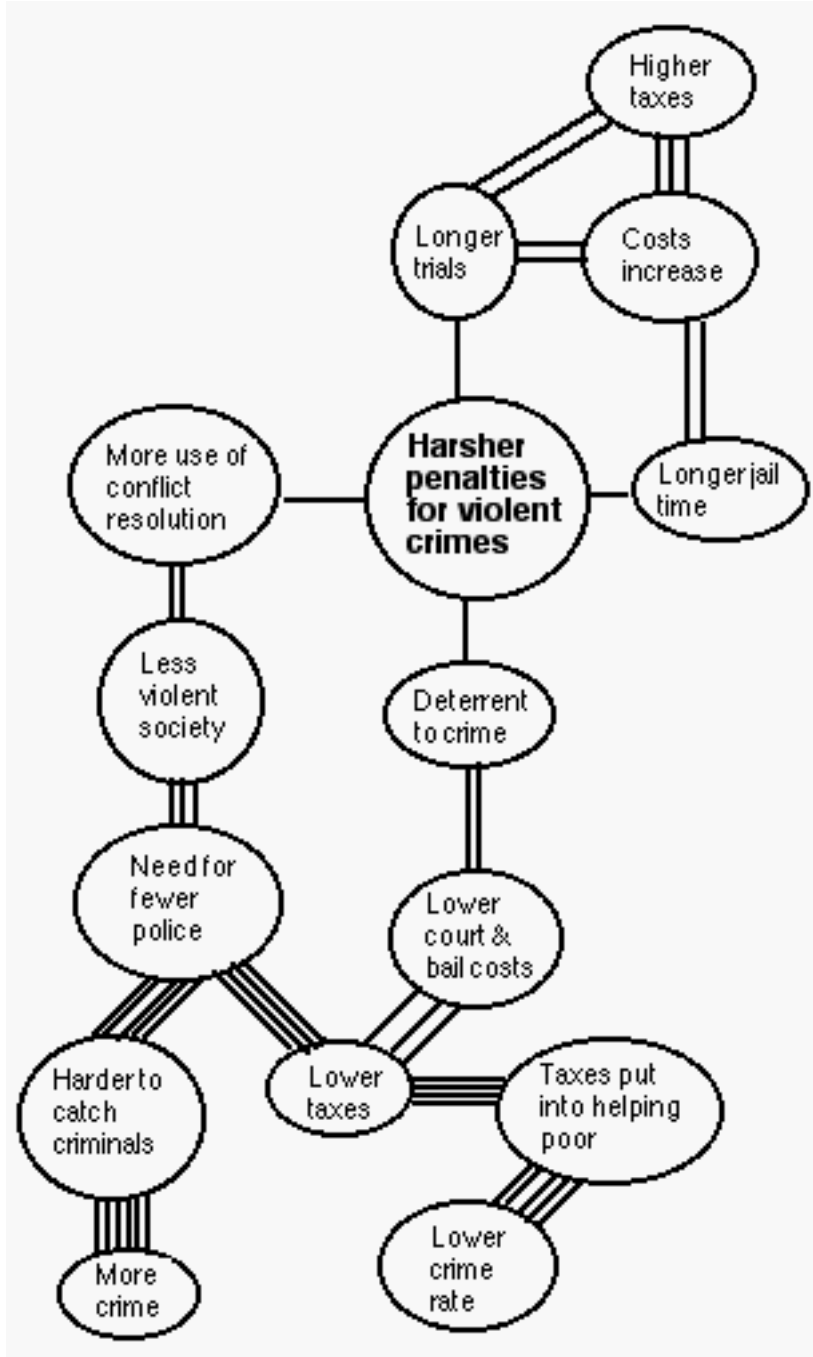 Higher
taxes
Longer
trials
Costs
increase
More use of
conflict
resolution
Harsher
penalties
for violent
crimes
Longer jail
time
Less
violent
society
Deterrent
to crime
Need for
fewer
police
Lower
court &
bail costs
Harder to
catch
criminals
Lower
taxes
Taxes put
into helping
poor
More
crime
Lower
crime
rate